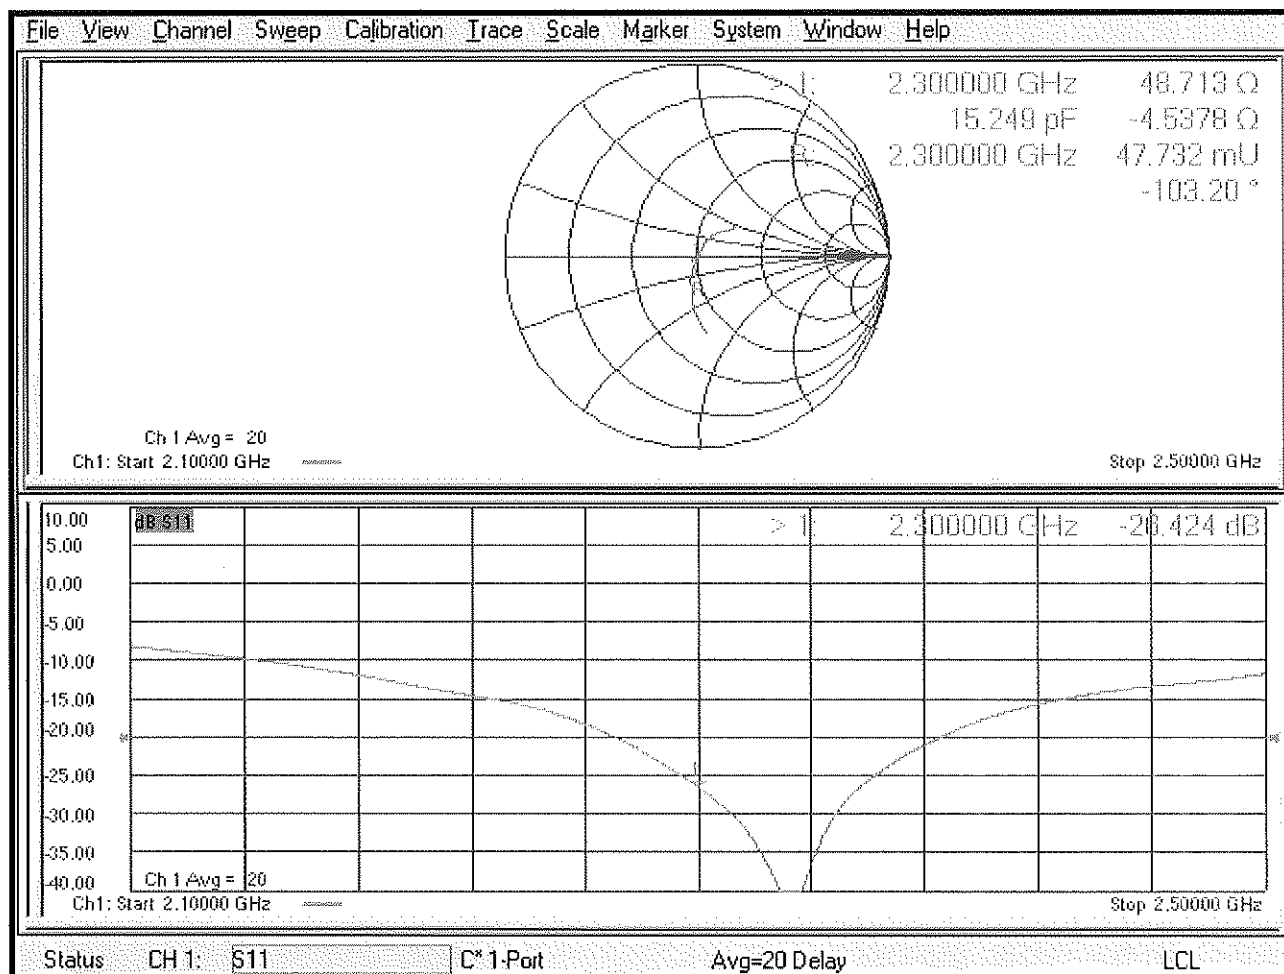 File View Channel Sweep Calibration Trace Scale Marker System Window Help
> 1: 2.300000 GHz 48.713 Ω
15.249 pF -4.5378 Ω
R: 2.300000 GHz 47.732 mU
-103.20 °
Ch 1 Avg = 20
Ch1: Start 2.10000 GHz
Stop 2.50000 GHz
10.00 dB S11 > 1: 2.300000 GHz -26.424 dB
5.00
0.00
-5.00
-10.00
-15.00
-20.00
-25.00
-30.00
-35.00
-40.00
Ch 1 Avg = 20
Ch1: Start 2.10000 GHz
Stop 2.50000 GHz
Status CH 1: S11 C* 1-Port Avg=20 Delay LCL